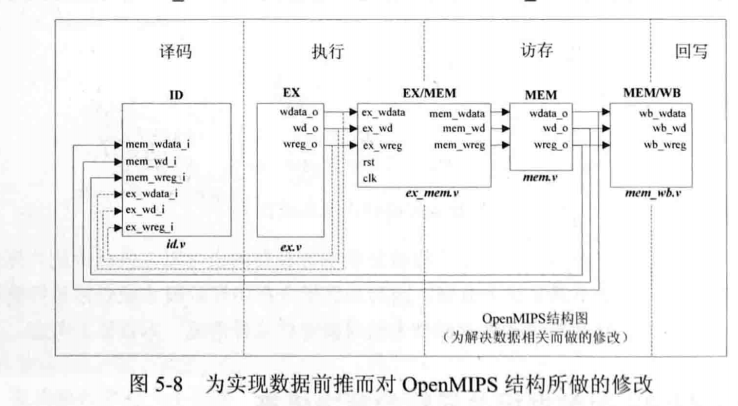 译码 执行 访存 回写
ID EX EX/MEM MEM MEM/WB
wdata_o ex_wdata mem_wdata wdata_o wb_wdata
wd_o ex_wd mem_wd wd_o wb_wd
wreg_o ex_wreg mem_wreg wreg_o wb_wreg
mem_wdata_i
mem_wd_i
mem_wreg_i
ex_wdata_i
ex_wd_i
ex_wreg_i
rst
clk
id.v ex.v ex_mem.v mem.v mem_wb.v
OpenMIPS结构图
（为解决数据相关而做的修改）
图 5-8 为实现数据前推而对 OpenMIPS 结构所做的修改